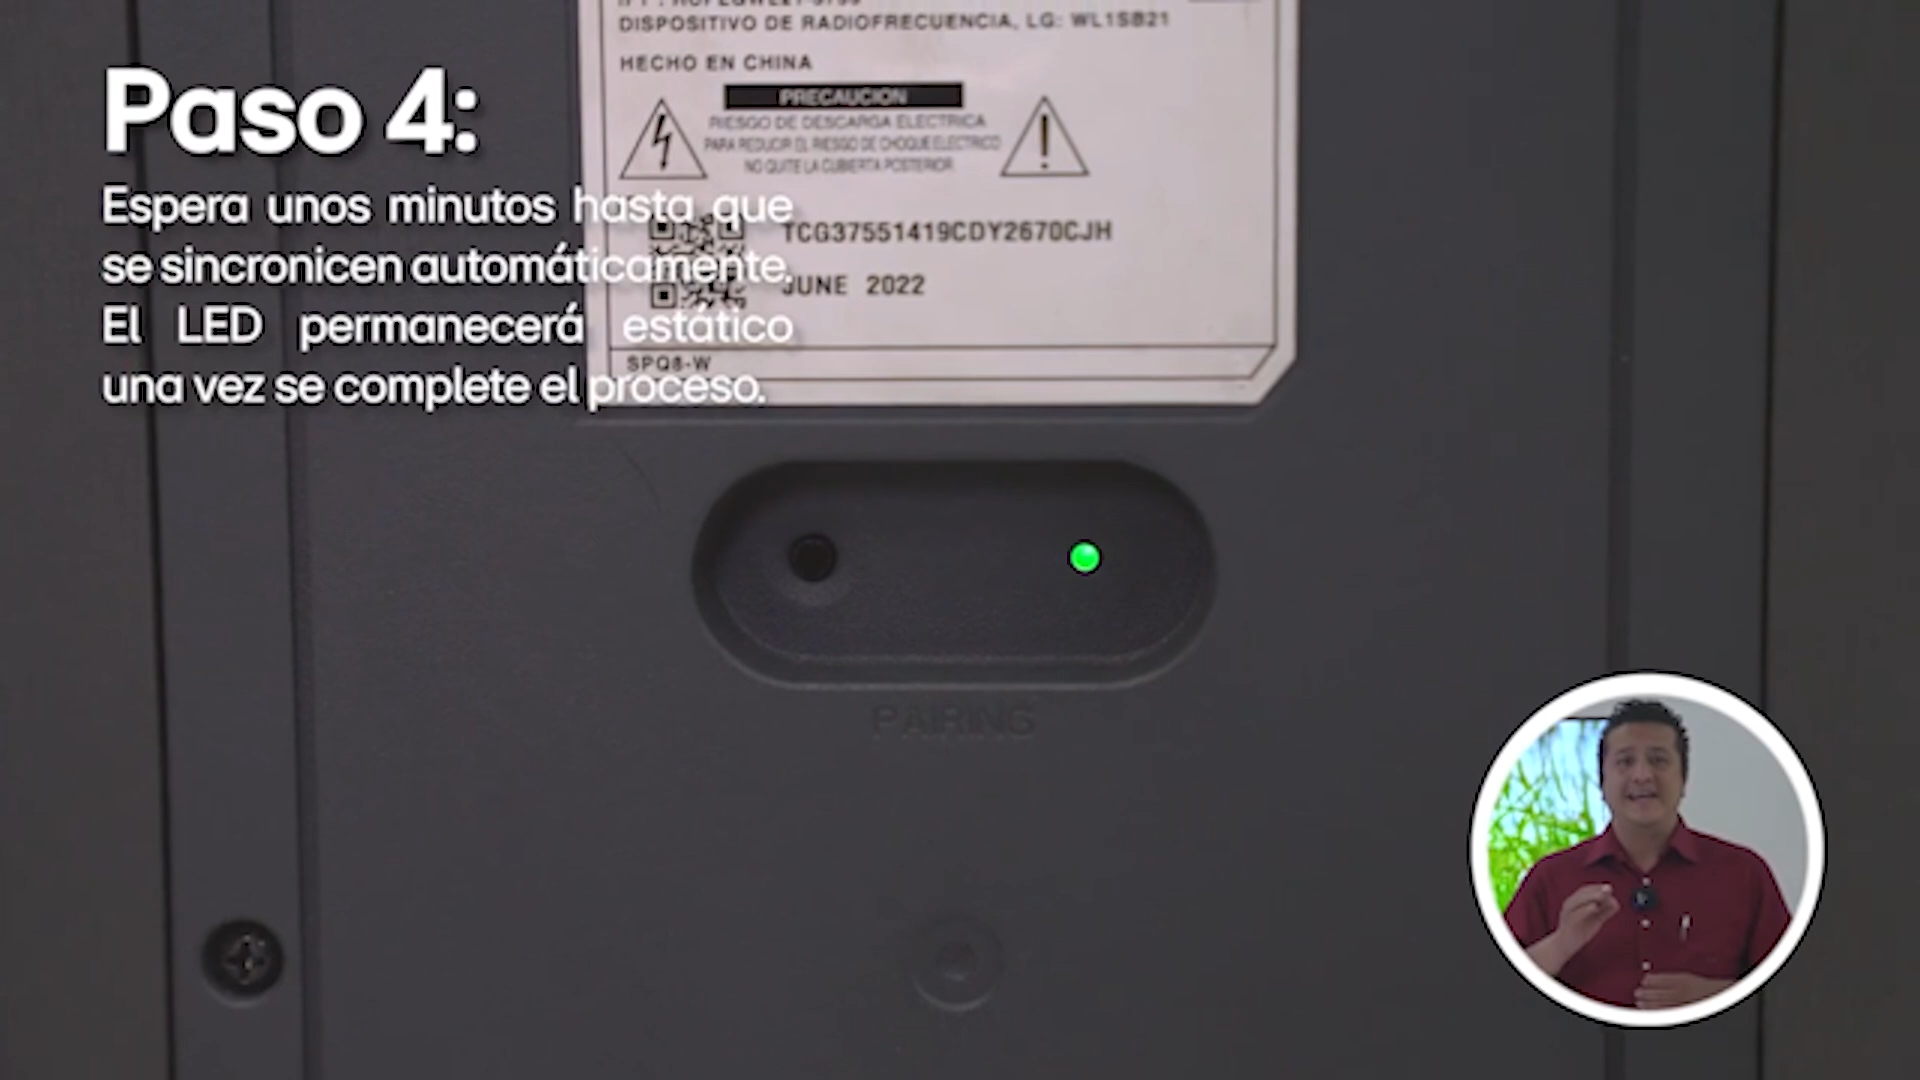 DISPOSITIVO DE RADIOFRECUENCIA, LG: WL1SB21
HECHO EN CHINA
PRECAUCION
RIESGO DE DESCARGA ELECTRICA
PARA REDUCIR EL RIESGO DE CHOQUE ELECTRICO
NO QUITE LA CUBIERTA POSTERIOR.
TCG37551419CDY2670CJH
JUNE 2022
SPQ8-W
Paso 4:
Espera unos minutos hasta que
se sincronicen automáticamente.
El LED permanecerá estático
una vez se complete el proceso.
PAIRING